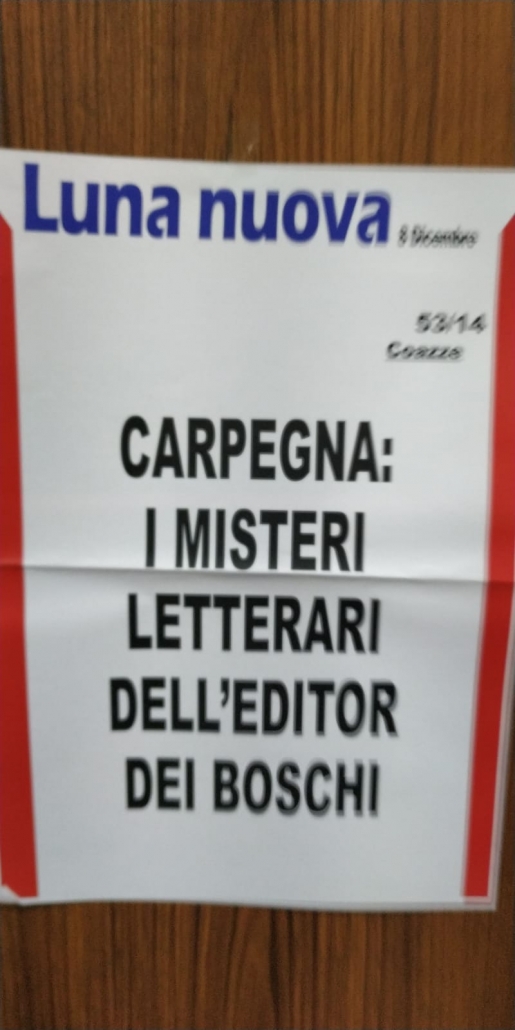 Luna nuova 8 Dicembre
53/14
Coazze
CARPEGNA:
I MISTERI
LETTERARI
DELL'EDITOR
DEI BOSCHI